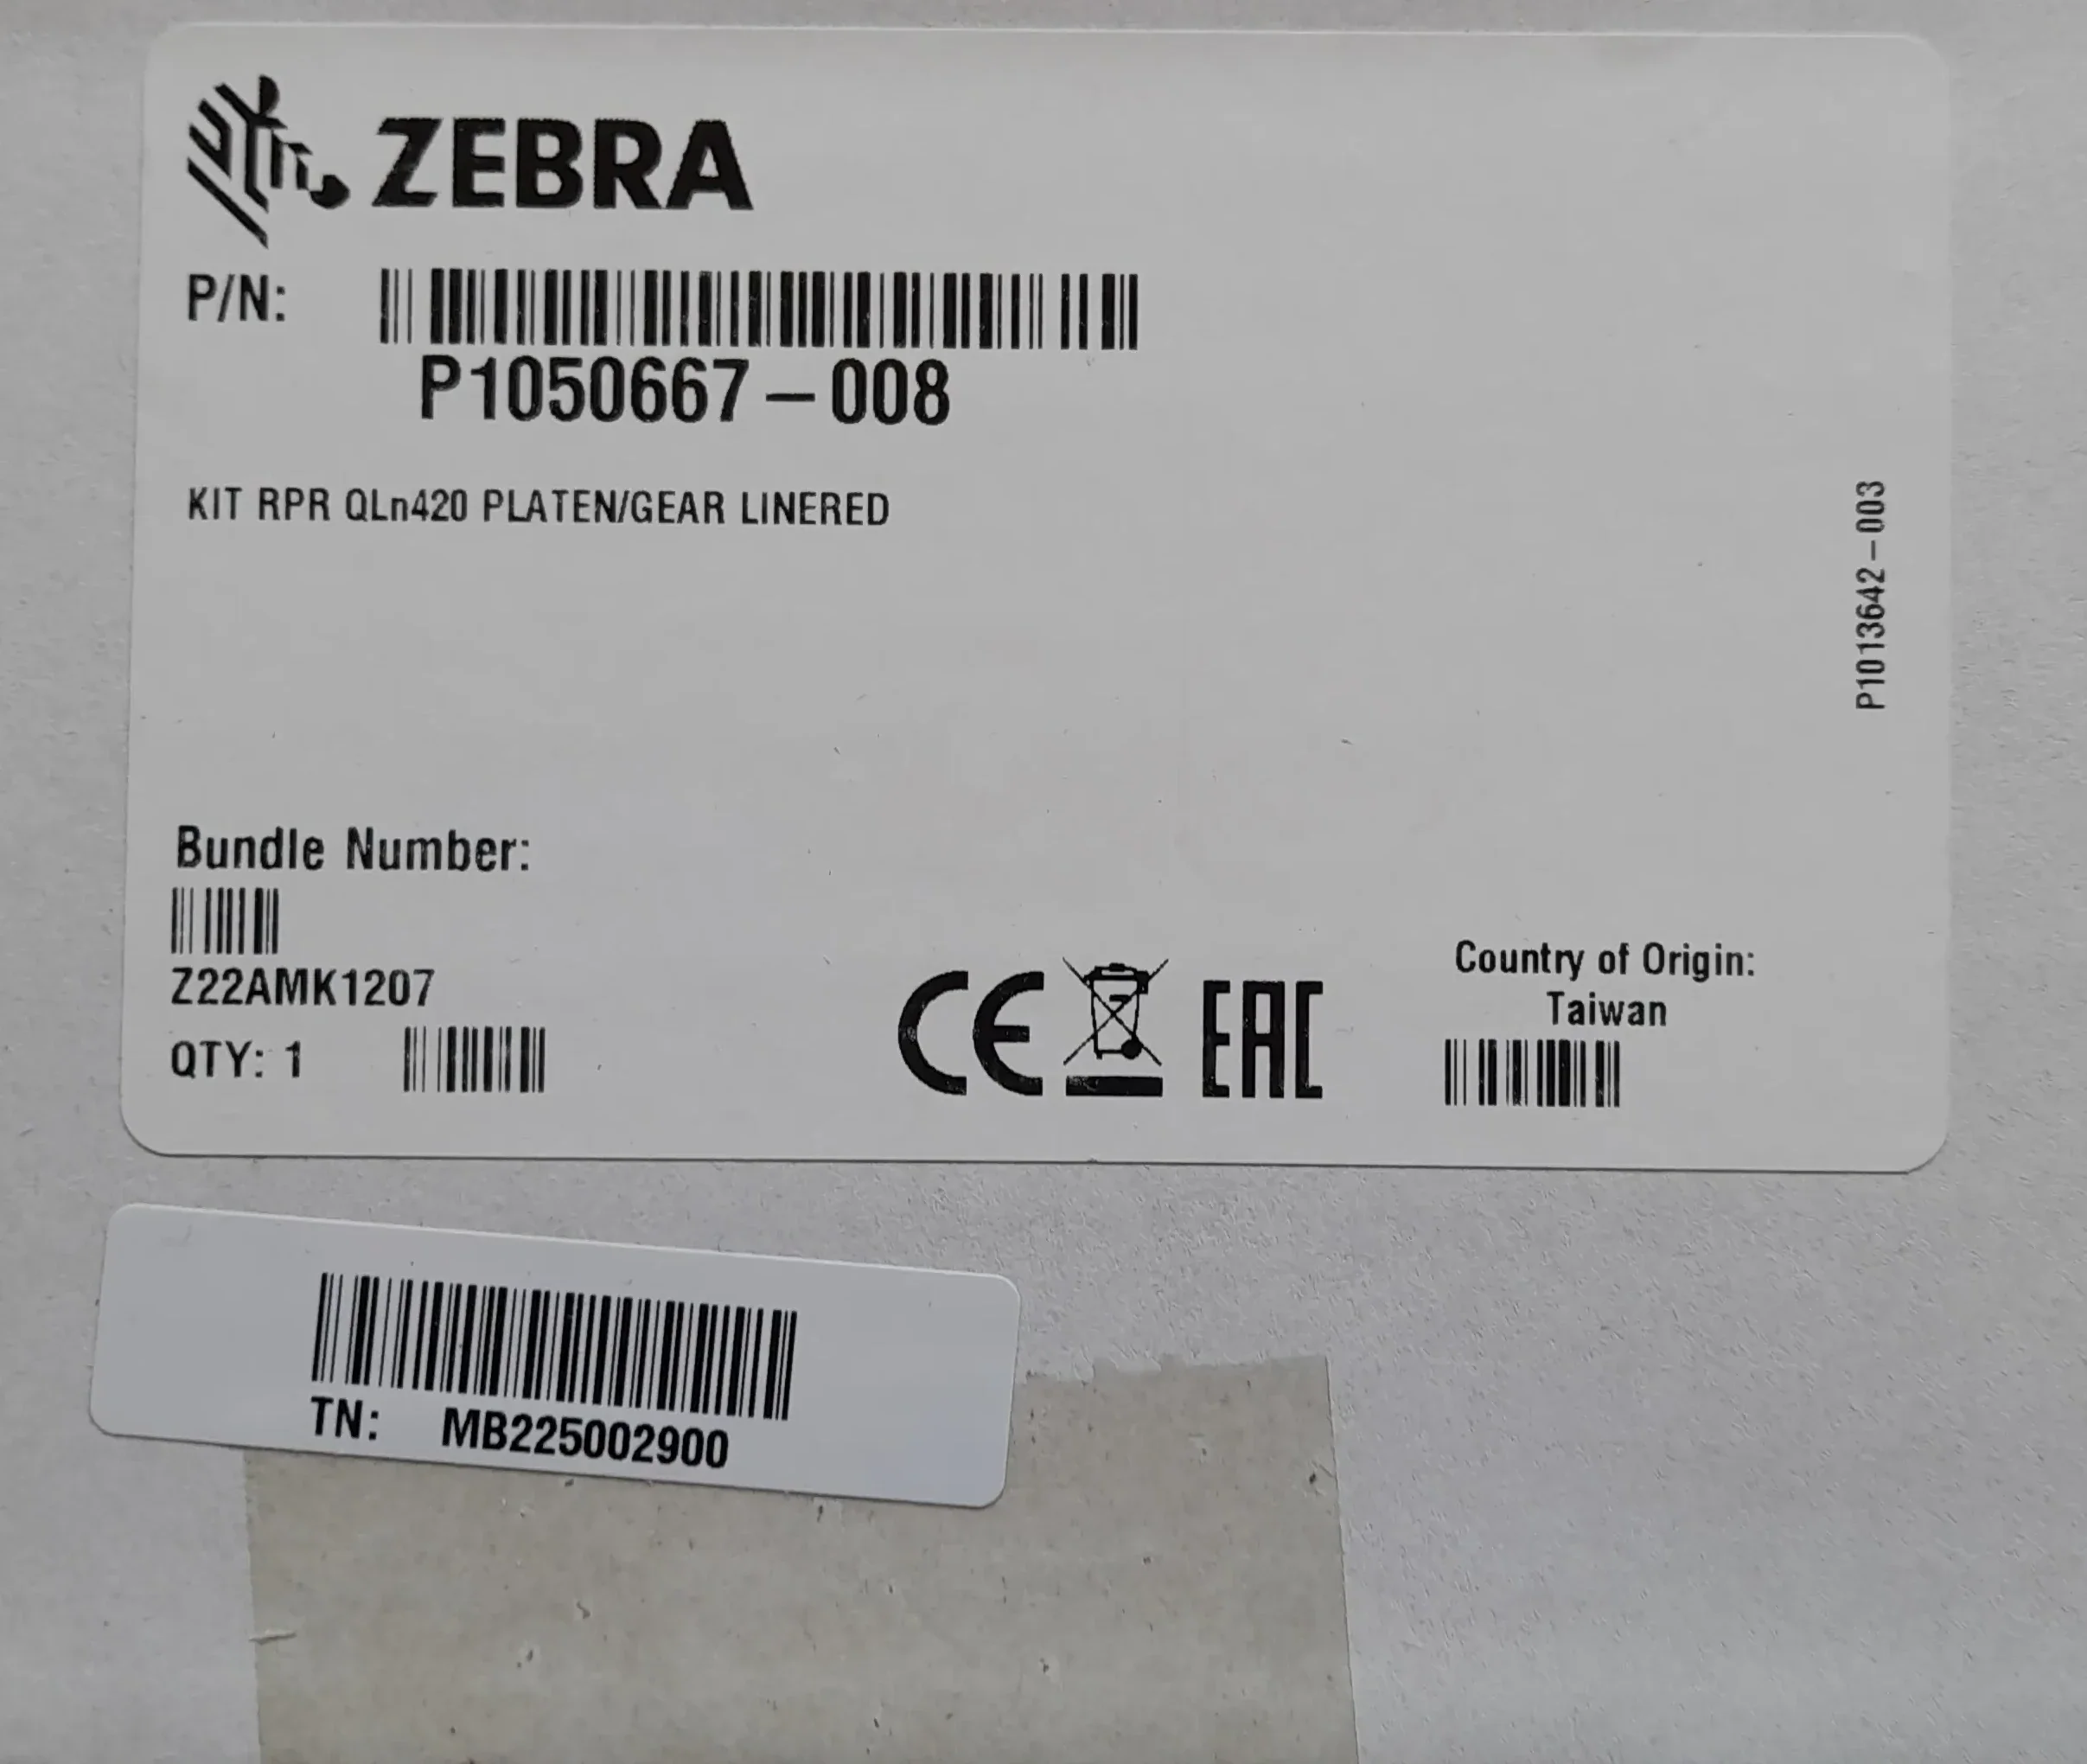 ZEBRA
P/N:
P1050667-008
KIT RPR QLn420 PLATEN/GEAR LINERED
P1013642-003
Bundle Number:
Z22AMK1207
QTY: 1
CE
EAC
Country of Origin:
Taiwan
TN: MB225002900